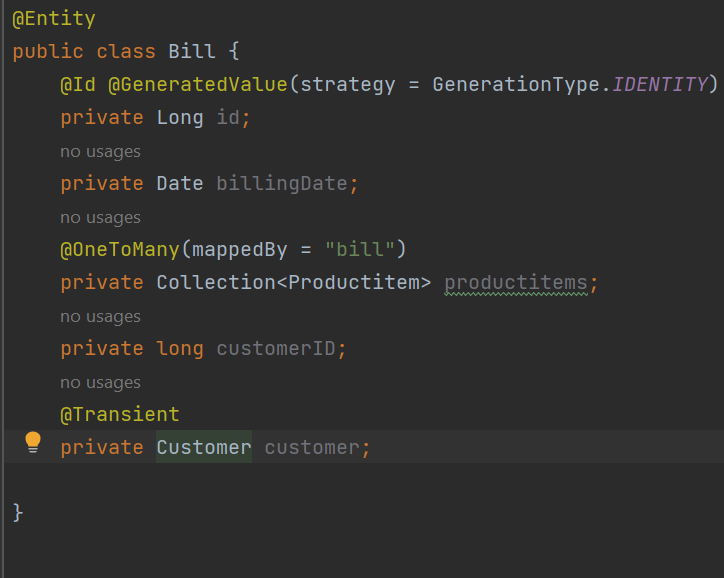 @Entity
public class Bill {
@Id @GeneratedValue(strategy = GenerationType.IDENTITY)
private Long id;
no usages
private Date billingDate;
no usages
@OneToMany(mappedBy = "bill")
private Collection<Productitem> productitems;
no usages
private long customerID;
no usages
@Transient
private Customer customer;
}